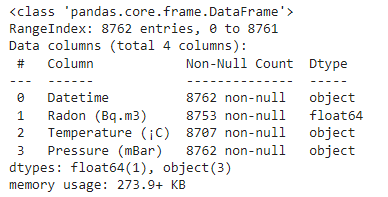 <class 'pandas.core.frame.DataFrame'>
RangeIndex: 8762 entries, 0 to 8761
Data columns (total 4 columns):
 #   Column           Non-Null Count  Dtype
---  ------           --------------  -----
 0   Datetime         8762 non-null   object
 1   Radon (Bq.m3)    8753 non-null   float64
 2   Temperature (¡C) 8707 non-null   object
 3   Pressure (mBar)  8762 non-null   object
dtypes: float64(1), object(3)
memory usage: 273.9+ KB